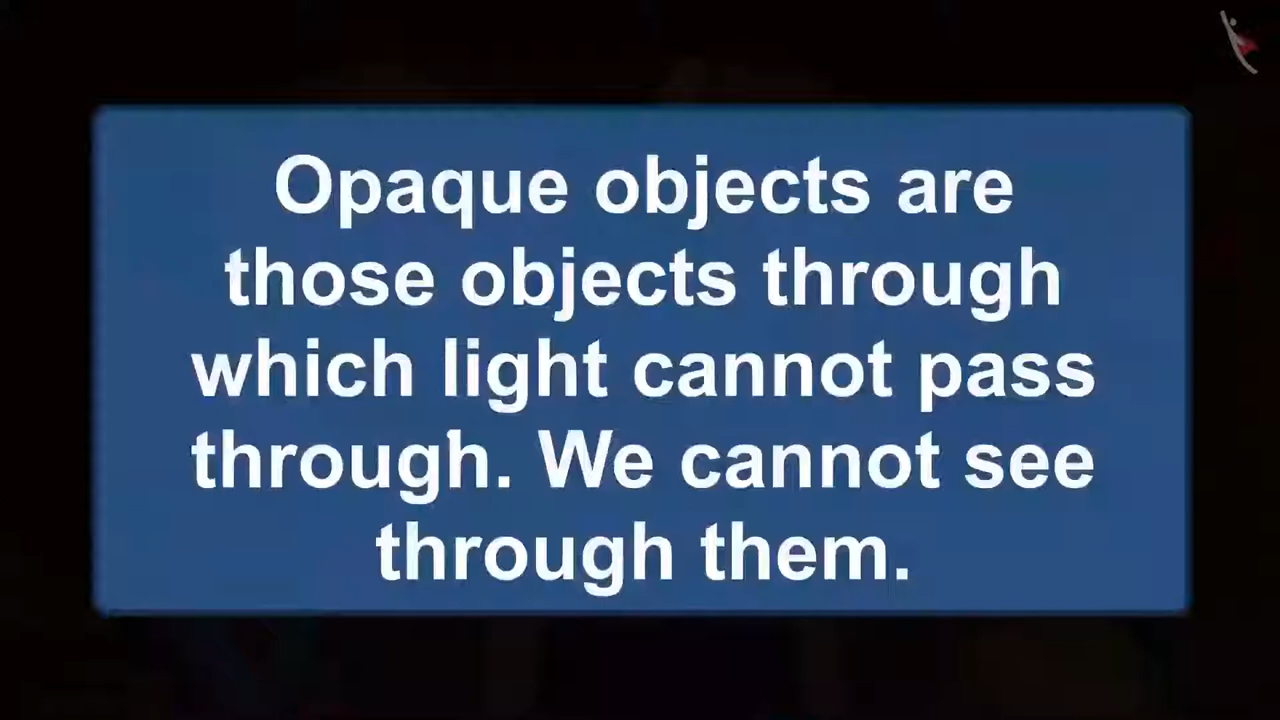 Opaque objects are
those objects through
which light cannot pass
through. We cannot see
through them.